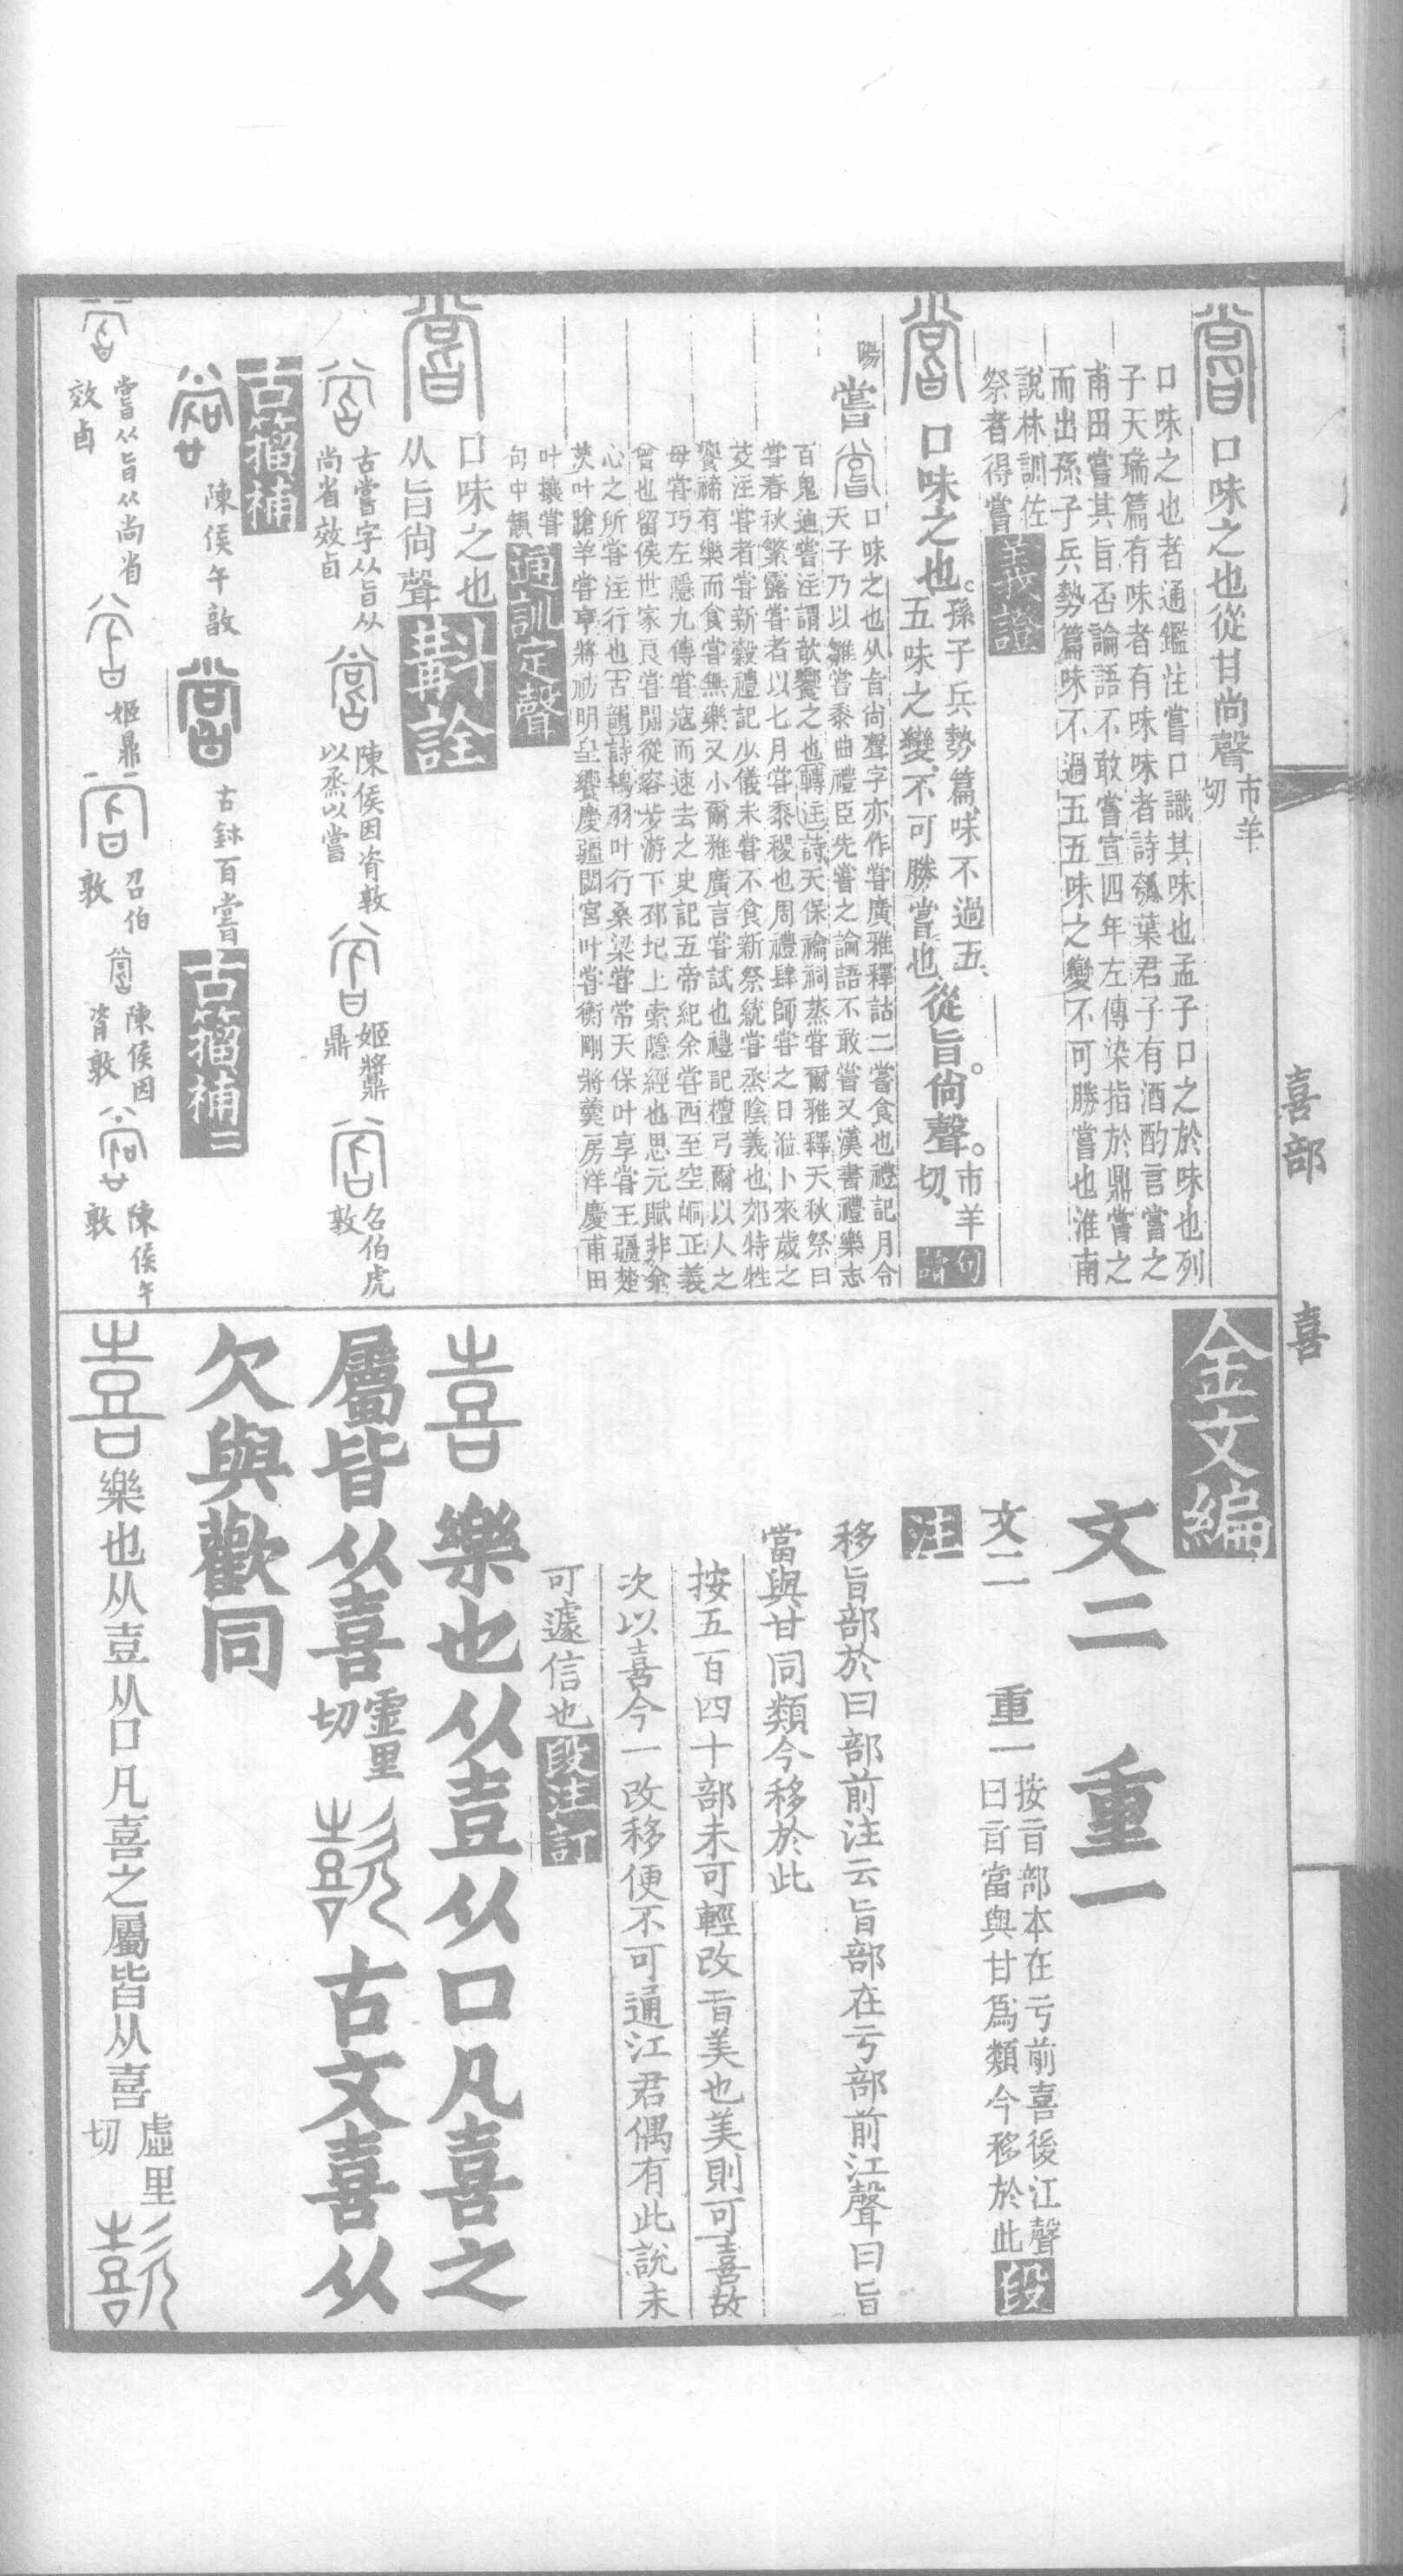 喜部　喜
口味之也從甘尚聲市羊切
口味之也者通鑑注嘗口識其味也孟子口之於味也列
子天瑞篇有味者有味味者詩瓠葉君子有酒酌言嘗之
甫田嘗其旨否論語不敢嘗宣四年左傳染指於鼎嘗之
而出孫子兵勢篇味不過五五味之變不可勝嘗也淮南
說林訓佐
祭者得嘗
義證
口味之也。孫子兵勢篇、味不過五、五味之變、不可勝嘗也、從旨。尙聲。市羊切、
句讀
嘗
口味之也从旨尙聲字亦作甞廣雅釋詁二嘗食也禮記月令
天子乃以雛嘗黍曲禮臣先嘗之論語不敢嘗又漢書禮樂志
百鬼迪嘗注謂歆饗之也轉注詩天保禴祠蒸嘗爾雅釋天秋祭曰
嘗春秋繁露嘗者以七月嘗黍稷也周禮肆師嘗之日涖卜來歲之
芟注嘗者嘗新穀禮記少儀未嘗不食新祭統嘗烝陰義也郊特牲
饗禘有樂而食嘗無樂又小爾雅廣言嘗試也禮記檀弓爾以人之
母嘗巧左隱九傳嘗寇而速去之史記五帝紀余嘗西至空峒正義
曾也留侯世家良嘗閒從容步游下邳圯上索隱經也思元賦非余
心之所嘗注行也古韻詩鴇羽叶行桑梁嘗常天保叶享嘗王疆楚
茨叶蹌羊嘗亨將祊明皇饗慶疆閟宮叶嘗衡剛將羹房洋慶甫田
叶攘嘗
句中韻
通訓定聲
口味之也
从旨尙聲
斠詮
古嘗字从旨从
尚省效卣
陳侯因𬱖敦
以烝以嘗
姬鼎
召伯虎
敦
古籀補
陳侯午敦
古鉨百嘗
古籀補二
嘗从旨从尚省
效卣
姬鼎
召伯
敦
陳侯因
敦
陳侯午
敦
金文編
文二　重一
文二　重一按旨部本在亏前喜後江聲
曰旨當與甘爲類今移於此段
注
移旨部於曰部前注云旨部在亏部前江聲曰旨
當與甘同類今移於此
按五百四十部未可輕改旨美也美則可喜故
次以喜今一改移便不可通江君偶有此說未
可遽信也段注訂
喜樂也从壴从口凡喜之
屬皆从喜虛里切古文喜从
欠與歡同
喜樂也从壴从口凡喜之屬皆从喜虛里切